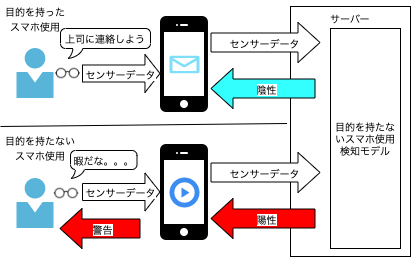 目的を持った
スマホ使用
上司に連絡しよう
センサーデータ
センサーデータ
陰性
サーバー
目的を持たな
いスマホ使用
検知モデル
目的を持たない
スマホ使用
暇だな。。。
センサーデータ
センサーデータ
警告
陽性